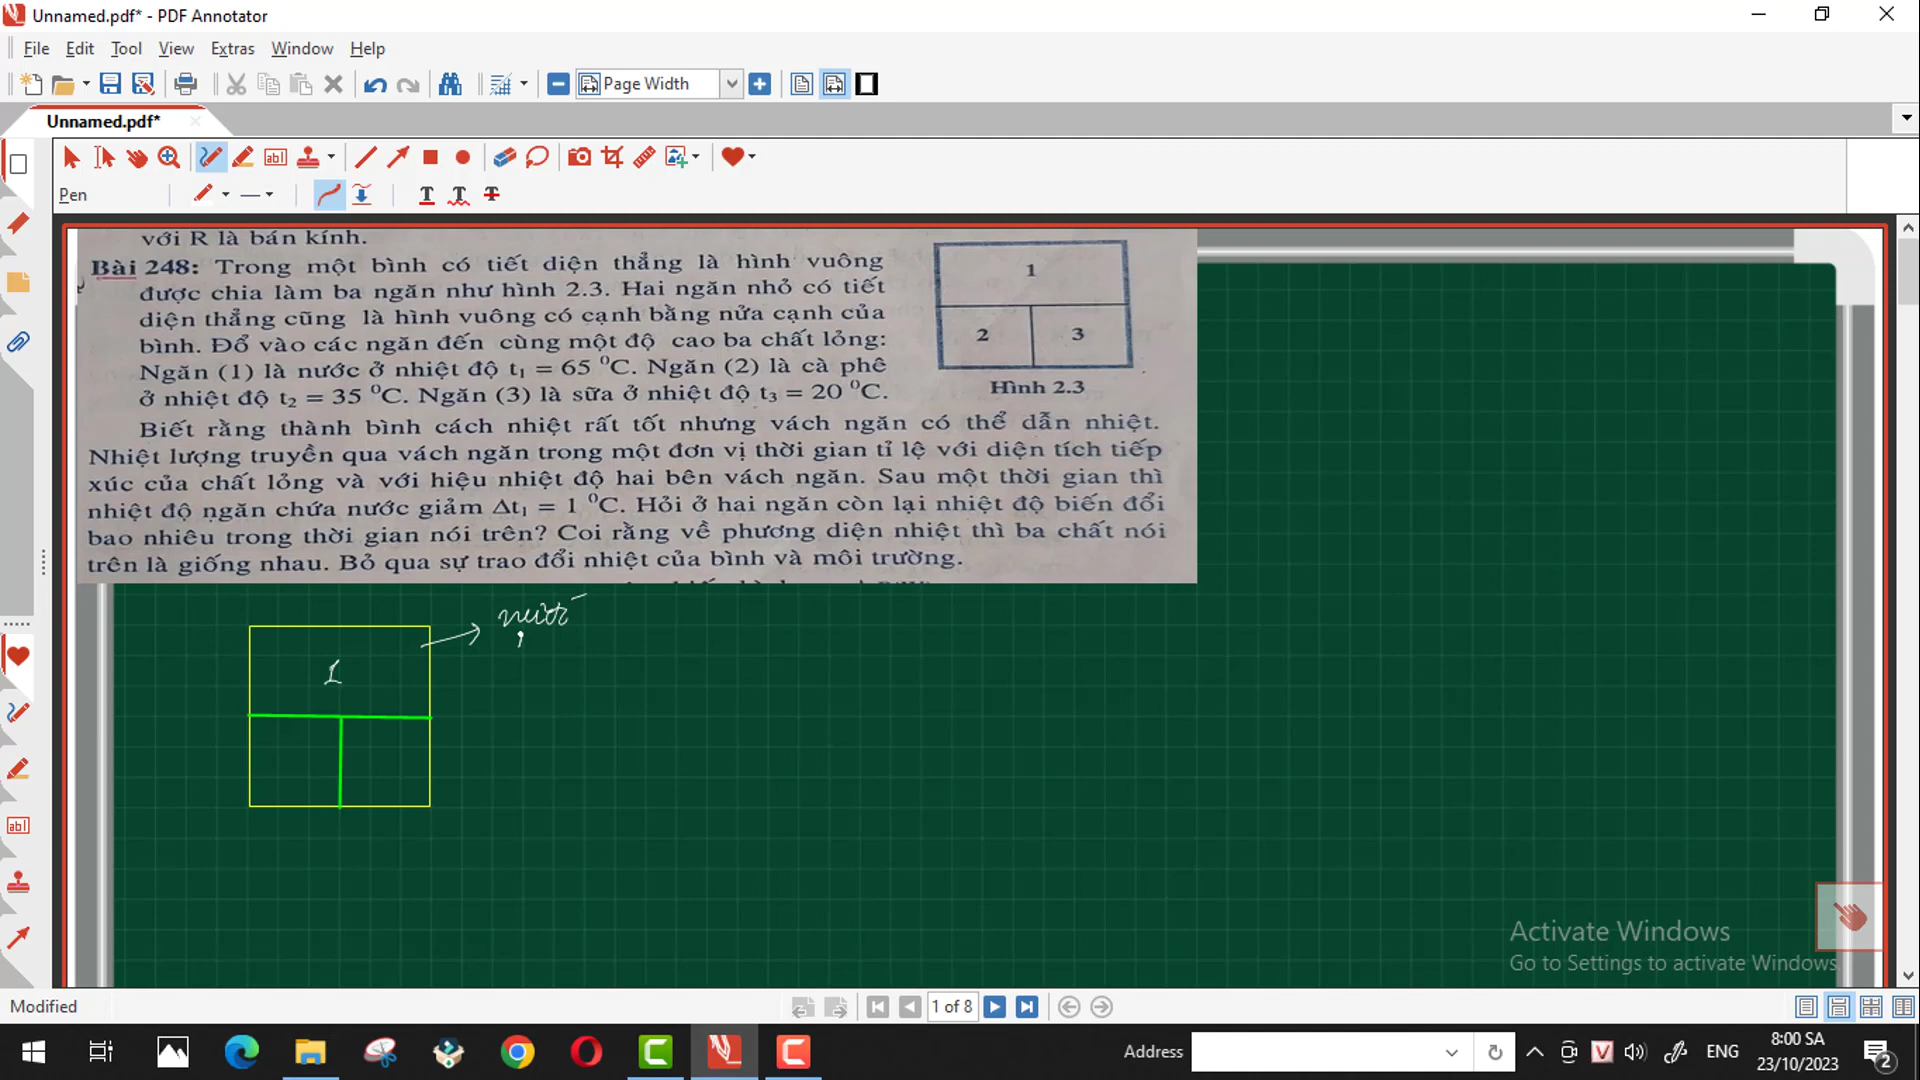 Unnamed.pdf* - PDF Annotator
File Edit Tool View Extras Window Help
Page Width
Unnamed.pdf*
Pen
với R là bán kính.
Bài 248: Trong một bình có tiết diện thẳng là hình vuông
được chia làm ba ngăn như hình 2.3. Hai ngăn nhỏ có tiết
diện thẳng cũng là hình vuông có cạnh bằng nửa cạnh của
bình. Đổ vào các ngăn đến cùng một độ cao ba chất lỏng:
Ngăn (1) là nước ở nhiệt độ t₁ = 65 ⁰C. Ngăn (2) là cà phê
ở nhiệt độ t₂ = 35 ⁰C. Ngăn (3) là sữa ở nhiệt độ t₃ = 20 ⁰C.
1
2 3
Hình 2.3
Biết rằng thành bình cách nhiệt rất tốt nhưng vách ngăn có thể dẫn nhiệt.
Nhiệt lượng truyền qua vách ngăn trong một đơn vị thời gian tỉ lệ với diện tích tiếp
xúc của chất lỏng và với hiệu nhiệt độ hai bên vách ngăn. Sau một thời gian thì
nhiệt độ ngăn chứa nước giảm Δt₁ = 1 ⁰C. Hỏi ở hai ngăn còn lại nhiệt độ biến đổi
bao nhiêu trong thời gian nói trên? Coi rằng về phương diện nhiệt thì ba chất nói
trên là giống nhau. Bỏ qua sự trao đổi nhiệt của bình và môi trường.
nước
1
Activate Windows
Go to Settings to activate Windows.
Modified
1 of 8
Address
ENG
8:00 SA
23/10/2023
2